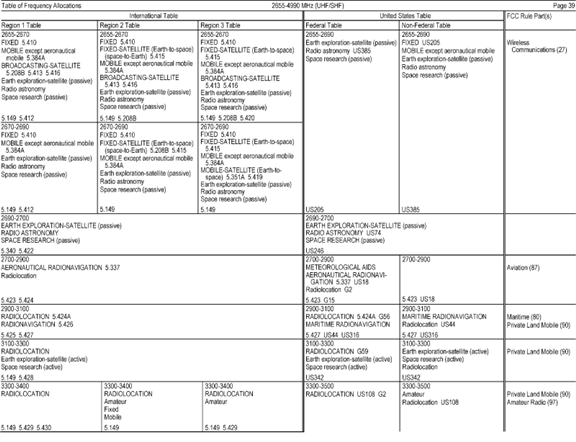 Table of Frequency Allocations
2655-4990 MHz (UHF/SHF)
Page 39
International Table
United States Table
FCC Rule Part(s)
Region 1 Table
Region 2 Table
Region 3 Table
Federal Table
Non-Federal Table
2655-2670
FIXED 5.410
MOBILE except aeronautical
mobile 5.384A
BROADCASTING-SATELLITE
5.208B 5.413 5.416
Earth exploration-satellite (passive)
Radio astronomy
Space research (passive)
5.149 5.412
2655-2670
FIXED 5.410
FIXED-SATELLITE (Earth-to-space)
(space-to-Earth) 5.415
MOBILE except aeronautical mobile
5.384A
BROADCASTING-SATELLITE
5.413 5.416
Earth exploration-satellite (passive)
Radio astronomy
Space research (passive)
5.149 5.208B
2655-2670
FIXED 5.410
FIXED-SATELLITE (Earth-to-space)
5.415
MOBILE except aeronautical mobile
5.384A
BROADCASTING-SATELLITE
5.413 5.416
Earth exploration-satellite (passive)
Radio astronomy
Space research (passive)
5.149 5.208B 5.420
2655-2690
Earth exploration-satellite (passive)
Radio astronomy US385
Space research (passive)
US205
2655-2690
FIXED US205
MOBILE except aeronautical mobile
Earth exploration-satellite (passive)
Radio astronomy
Space research (passive)
US385
Wireless
Communications (27)
2670-2690
FIXED 5.410
MOBILE except aeronautical mobile
5.384A
Earth exploration-satellite (passive)
Radio astronomy
Space research (passive)
5.149 5.412
2670-2690
FIXED 5.410
FIXED-SATELLITE (Earth-to-space)
(space-to-Earth) 5.208B 5.415
MOBILE except aeronautical mobile
5.384A
Earth exploration-satellite (passive)
Radio astronomy
Space research (passive)
5.149
2670-2690
FIXED 5.410
FIXED-SATELLITE (Earth-to-space)
5.415
MOBILE except aeronautical mobile
5.384A
MOBILE-SATELLITE (Earth-to-
space) 5.351A 5.419
Earth exploration-satellite (passive)
Radio astronomy
Space research (passive)
5.149
2690-2700
EARTH EXPLORATION-SATELLITE (passive)
RADIO ASTRONOMY
SPACE RESEARCH (passive)
5.340 5.422
2690-2700
EARTH EXPLORATION-SATELLITE (passive)
RADIO ASTRONOMY US74
SPACE RESEARCH (passive)
US246
2700-2900
AERONAUTICAL RADIONAVIGATION 5.337
Radiolocation
5.423 5.424
2700-2900
METEOROLOGICAL AIDS
AERONAUTICAL RADIONAVI-
GATION 5.337 US18
Radiolocation G2
5.423 G15
2700-2900
5.423 US18
Aviation (87)
2900-3100
RADIOLOCATION 5.424A
RADIONAVIGATION 5.426
5.425 5.427
2900-3100
RADIOLOCATION 5.424A G56
MARITIME RADIONAVIGATION
5.427 US44 US316
2900-3100
MARITIME RADIONAVIGATION
Radiolocation US44
5.427 US316
Maritime (80)
Private Land Mobile (90)
3100-3300
RADIOLOCATION
Earth exploration-satellite (active)
Space research (active)
5.149 5.428
3100-3300
RADIOLOCATION G59
Earth exploration-satellite (active)
Space research (active)
US342
3100-3300
Earth exploration-satellite (active)
Space research (active)
Radiolocation
US342
Private Land Mobile (90)
3300-3400
RADIOLOCATION
5.149 5.429 5.430
3300-3400
RADIOLOCATION
Amateur
Fixed
Mobile
5.149
3300-3400
RADIOLOCATION
Amateur
5.149 5.429
3300-3500
RADIOLOCATION US108 G2
3300-3500
Amateur
Radiolocation US108
Private Land Mobile (90)
Amateur Radio (97)